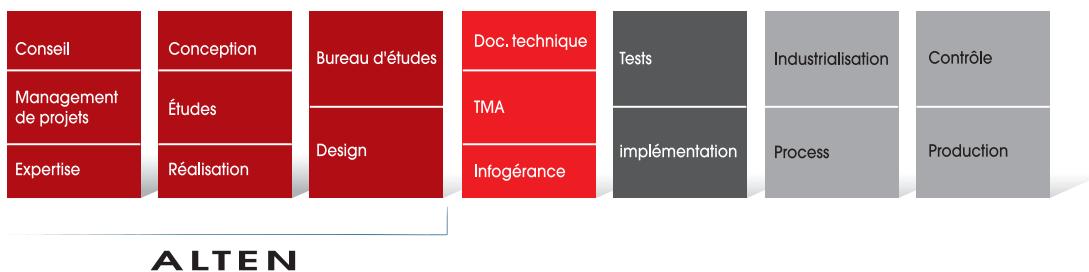 Conseil
Management
de projets
Expertise
Conception
Études
Réalisation
Bureau d'études
Design
Doc. technique
TMA
Infogérance
Tests
implémentation
Industrialisation
Process
Contrôle
Production
ALTEN